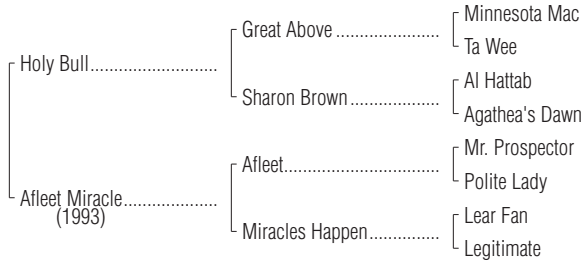 Minnesota Mac
Great Above
Ta Wee
Holy Bull
Al Hattab
Sharon Brown
Agathea's Dawn
Mr. Prospector
Afleet
Polite Lady
Afleet Miracle
(1993)
Lear Fan
Miracles Happen
Legitimate